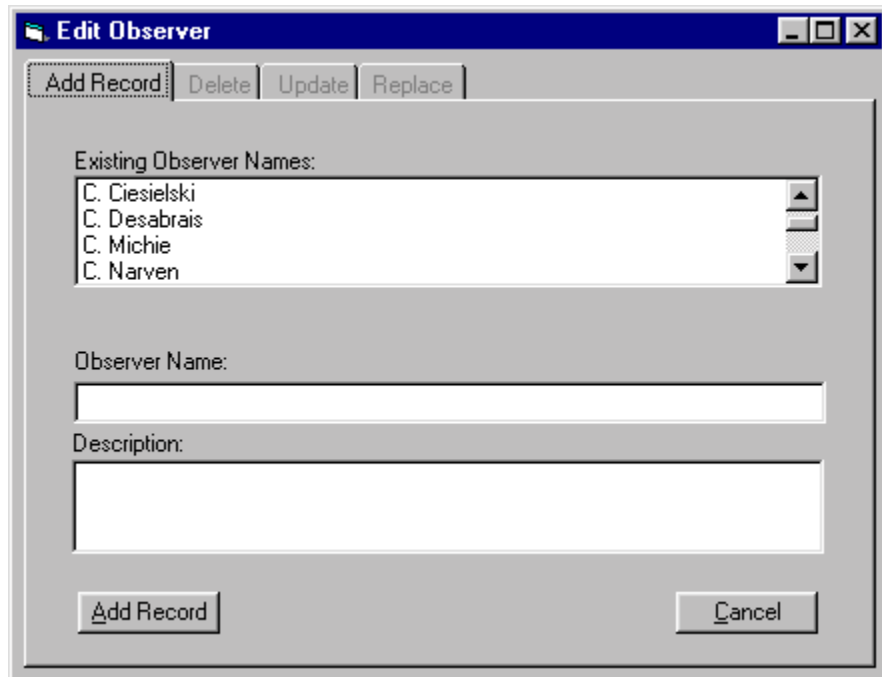 Edit Observer
Add Record Delete Update Replace
Existing Observer Names:
C. Ciesielski
C. Desabrais
C. Michie
C. Narven
Observer Name:
Description:
Add Record Cancel